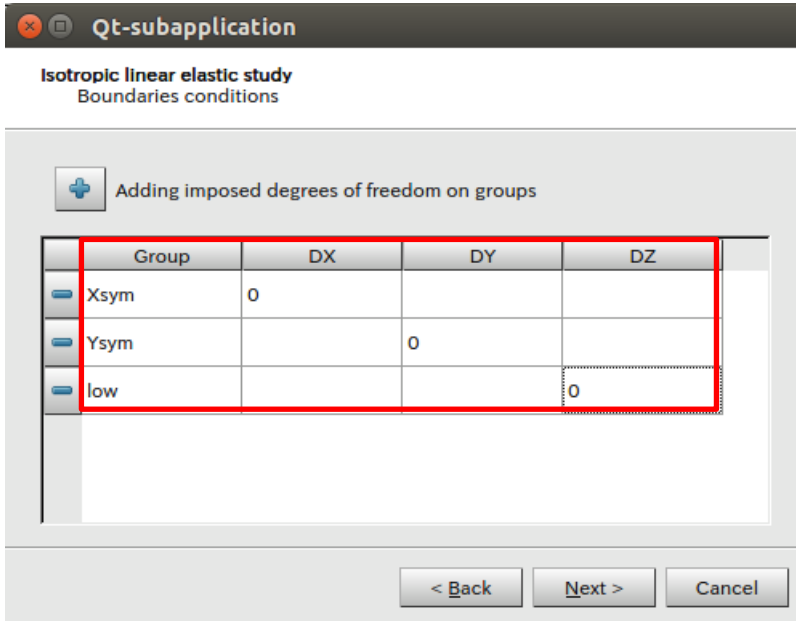 Qt-subapplication
Isotropic linear elastic study
Boundaries conditions
Adding imposed degrees of freedom on groups
Group DX DY DZ
Xsym 0
Ysym 0
low 0
< Back Next > Cancel